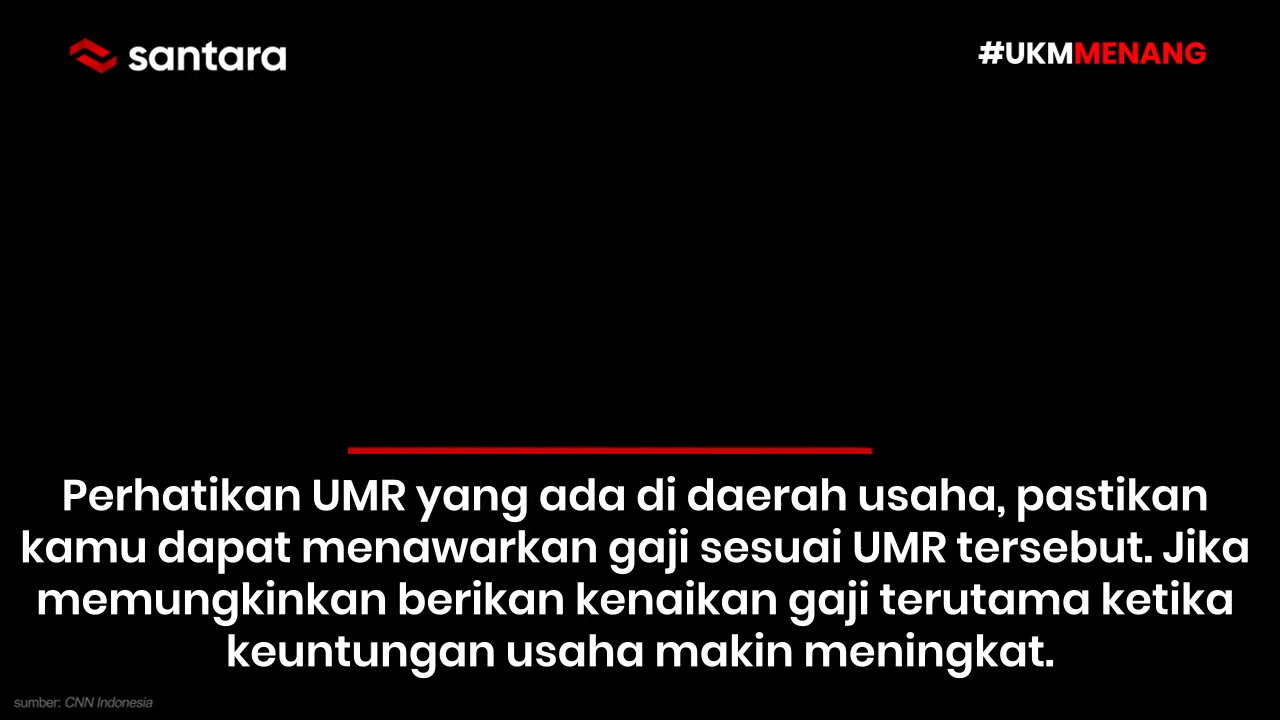 santara
#UKMMENANG
Perhatikan UMR yang ada di daerah usaha, pastikan
kamu dapat menawarkan gaji sesuai UMR tersebut. Jika
memungkinkan berikan kenaikan gaji terutama ketika
keuntungan usaha makin meningkat.
sumber: CNN Indonesia